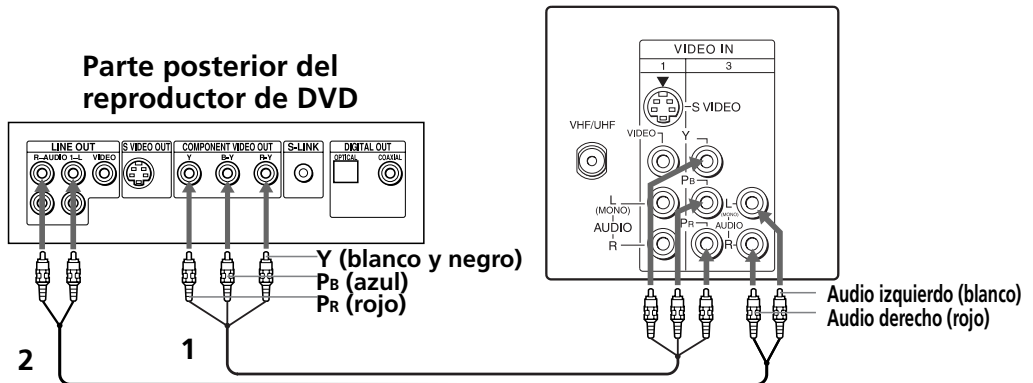 Parte posterior del
reproductor de DVD
LINE OUT
R–AUDIO 1–L VIDEO
S VIDEO OUT
COMPONENT VIDEO OUT
Y B-Y R-Y
S-LINK
DIGITAL OUT
OPTICAL COAXIAL
Y (blanco y negro)
PB (azul)
PR (rojo)
1
2
VIDEO IN
1 3
S VIDEO
VHF/UHF
VIDEO
Y
PB
L
(MONO)
AUDIO
R
PR
L
(MONO)
AUDIO
R
Audio izquierdo (blanco)
Audio derecho (rojo)